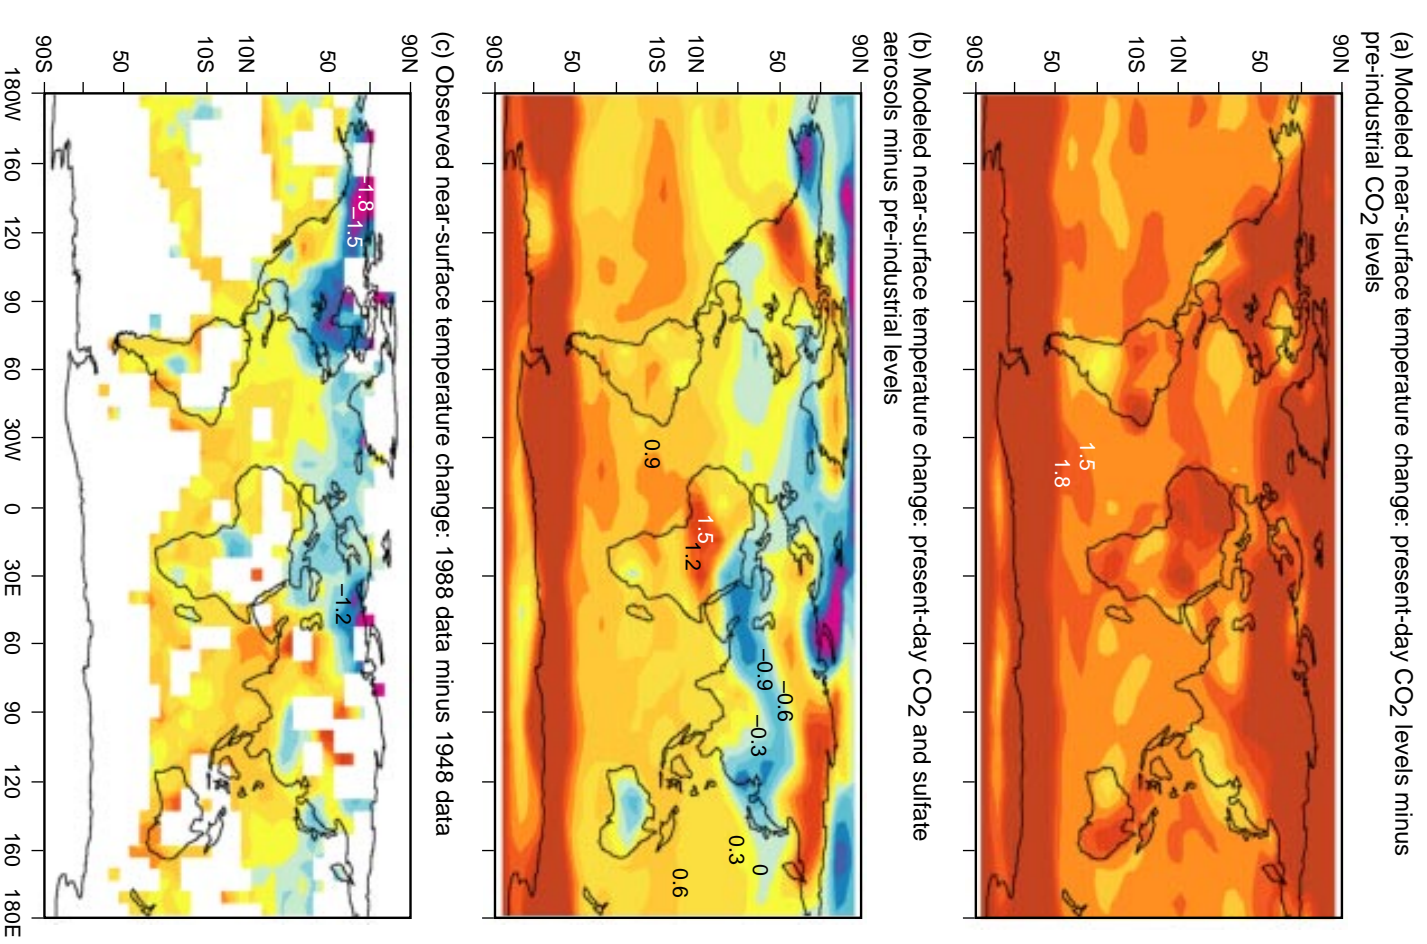 (a) Modeled near-surface temperature change: present-day CO2 levels minus
pre-industrial CO2 levels
90N
50
10N
10S
50
90S
1.5
1.8
(b) Modeled near-surface temperature change: present-day CO2 and sulfate
aerosols minus pre-industrial levels
90N
50
10N
10S
50
90S
0.9
1.5
1.2
–0.9
–0.6
–0.3
0.3
0
0.6
(c) Observed near-surface temperature change: 1988 data minus 1948 data
90N
50
10N
10S
50
90S
–1.8
–1.5
–1.2
180W 160 120 90 60 30W 0 30E 60 90 120 160 180E